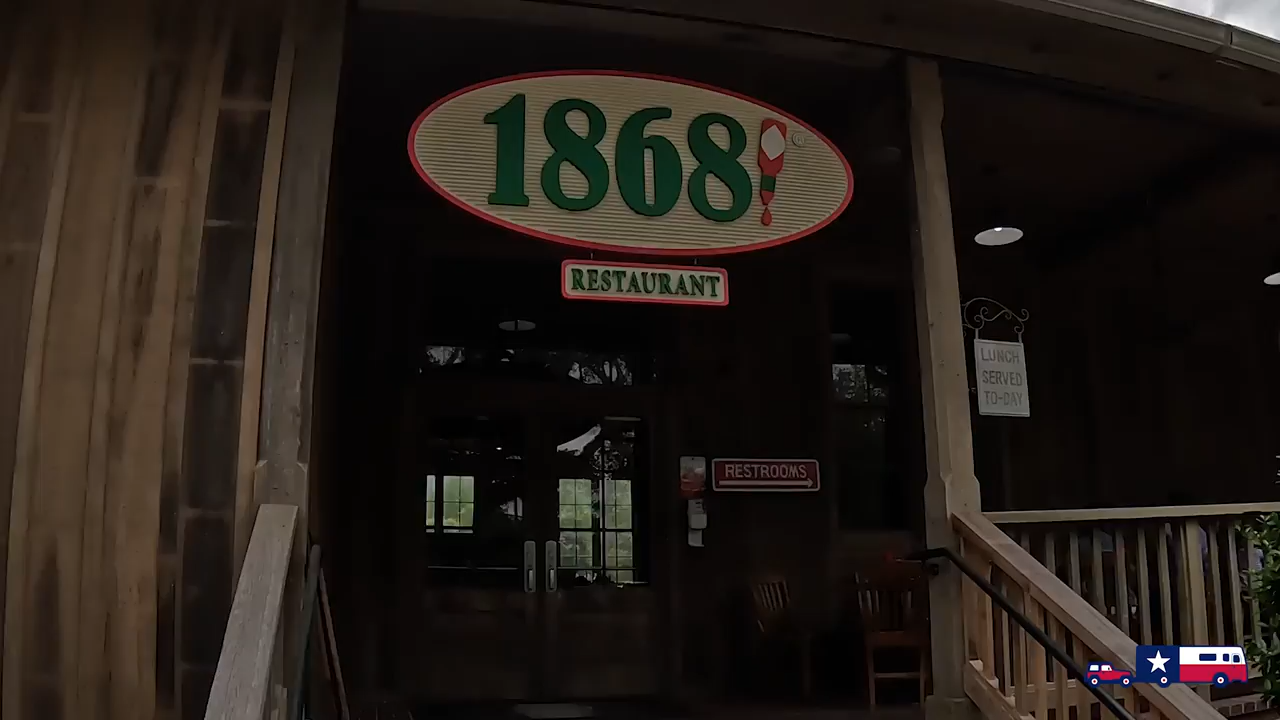 1868!
RESTAURANT
LUNCH
SERVED
TO-DAY
RESTROOMS